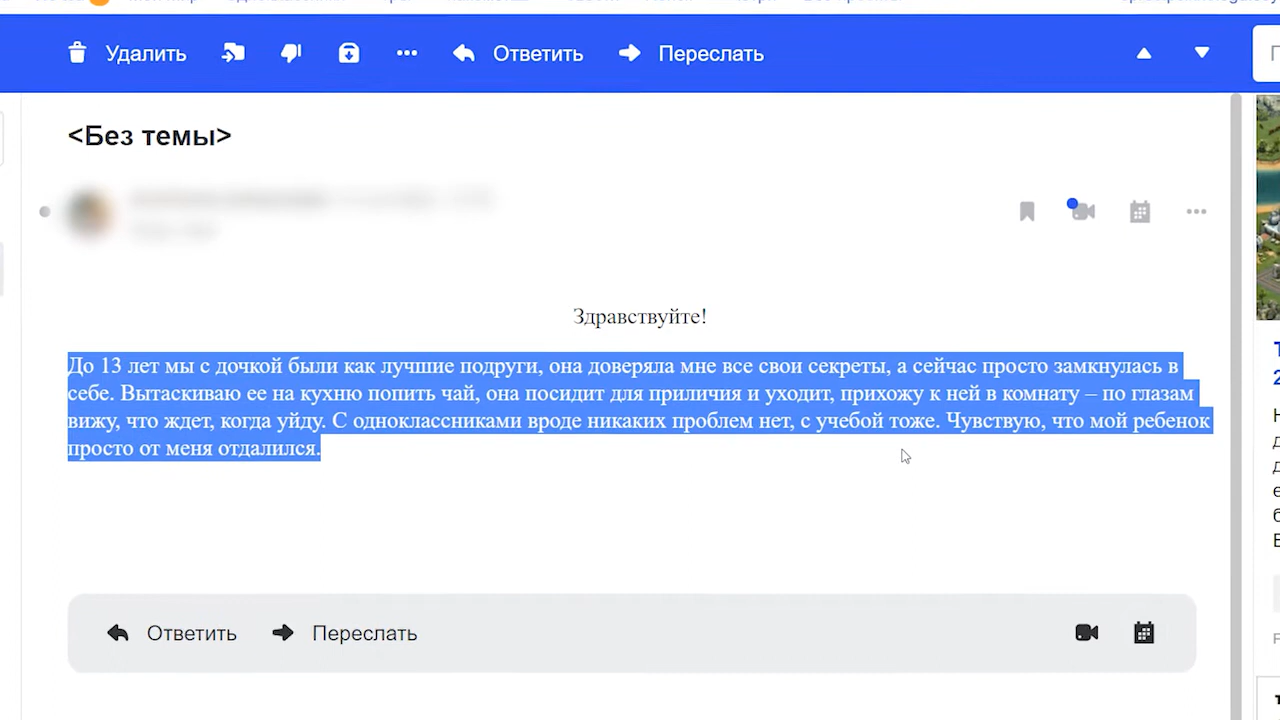 Удалить
Ответить
Переслать
<Без темы>
Здравствуйте!
До 13 лет мы с дочкой были как лучшие подруги, она доверяла мне все свои секреты, а сейчас просто замкнулась в
себе. Вытаскиваю ее на кухню попить чай, она посидит для приличия и уходит, прихожу к ней в комнату – по глазам
вижу, что ждет, когда уйду. С одноклассниками вроде никаких проблем нет, с учебой тоже. Чувствую, что мой ребенок
просто от меня отдалился.
Ответить
Переслать